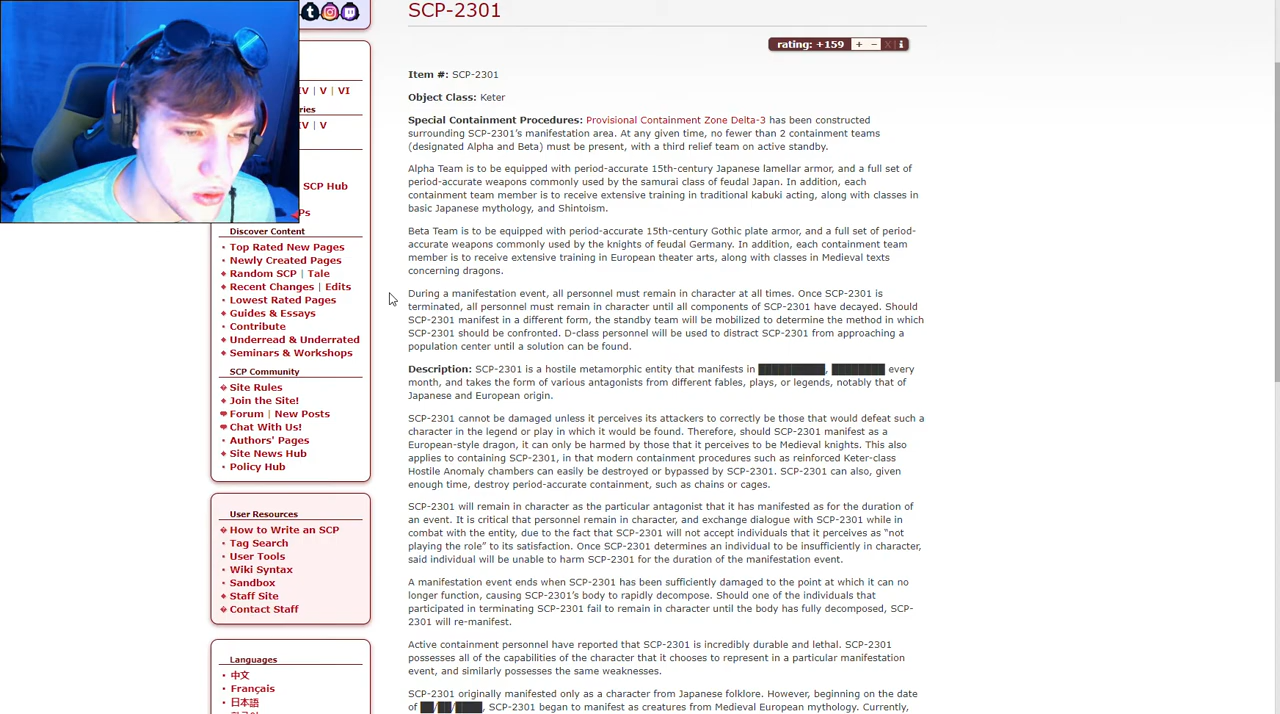 SCP-2301
rating: +159 + − X i
Item #: SCP-2301
Object Class: Keter
Special Containment Procedures: Provisional Containment Zone Delta-3 has been constructed
surrounding SCP-2301's manifestation area. At any given time, no fewer than 2 containment teams
(designated Alpha and Beta) must be present, with a third relief team on active standby.
Alpha Team is to be equipped with period-accurate 15th-century Japanese lamellar armor, and a full set of
period-accurate weapons commonly used by the samurai class of feudal Japan. In addition, each
containment team member is to receive extensive training in traditional kabuki acting, along with classes in
basic Japanese mythology, and Shintoism.
Beta Team is to be equipped with period-accurate 15th-century Gothic plate armor, and a full set of period-
accurate weapons commonly used by the knights of feudal Germany. In addition, each containment team
member is to receive extensive training in European theater arts, along with classes in Medieval texts
concerning dragons.
During a manifestation event, all personnel must remain in character at all times. Once SCP-2301 is
terminated, all personnel must remain in character until all components of SCP-2301 have decayed. Should
SCP-2301 manifest in a different form, the standby team will be mobilized to determine the method in which
SCP-2301 should be confronted. D-class personnel will be used to distract SCP-2301 from approaching a
population center until a solution can be found.
Description: SCP-2301 is a hostile metamorphic entity that manifests in ██████████, ████████ every
month, and takes the form of various antagonists from different fables, plays, or legends, notably that of
Japanese and European origin.
SCP-2301 cannot be damaged unless it perceives its attackers to correctly be those that would defeat such a
character in the legend or play in which it would be found. Therefore, should SCP-2301 manifest as a
European-style dragon, it can only be harmed by those that it perceives to be Medieval knights. This also
applies to containing SCP-2301, in that modern containment procedures such as reinforced Keter-class
Hostile Anomaly chambers can easily be destroyed or bypassed by SCP-2301. SCP-2301 can also, given
enough time, destroy period-accurate containment, such as chains or cages.
SCP-2301 will remain in character as the particular antagonist that it has manifested as for the duration of
an event. It is critical that personnel remain in character, and exchange dialogue with SCP-2301 while in
combat with the entity, due to the fact that SCP-2301 will not accept individuals that it perceives as “not
playing the role” to its satisfaction. Once SCP-2301 determines an individual to be insufficiently in character,
said individual will be unable to harm SCP-2301 for the duration of the manifestation event.
A manifestation event ends when SCP-2301 has been sufficiently damaged to the point at which it can no
longer function, causing SCP-2301's body to rapidly decompose. Should one of the individuals that
participated in terminating SCP-2301 fail to remain in character until the body has fully decomposed, SCP-
2301 will re-manifest.
Active containment personnel have reported that SCP-2301 is incredibly durable and lethal. SCP-2301
possesses all of the capabilities of the character that it chooses to represent in a particular manifestation
event, and similarly possesses the same weaknesses.
SCP-2301 originally manifested only as a character from Japanese folklore. However, beginning on the date
of ██/██/████, SCP-2301 began to manifest as creatures from Medieval European mythology. Currently,
IV | V | VI
ries
IV | V
SCP Hub
Ps
Discover Content
Top Rated New Pages
Newly Created Pages
Random SCP | Tale
Recent Changes | Edits
Lowest Rated Pages
Guides & Essays
Contribute
Underread & Underrated
Seminars & Workshops
SCP Community
Site Rules
Join the Site!
Forum | New Posts
Chat With Us!
Authors' Pages
Site News Hub
Policy Hub
User Resources
How to Write an SCP
Tag Search
User Tools
Wiki Syntax
Sandbox
Staff Site
Contact Staff
Languages
中文
Français
日本語